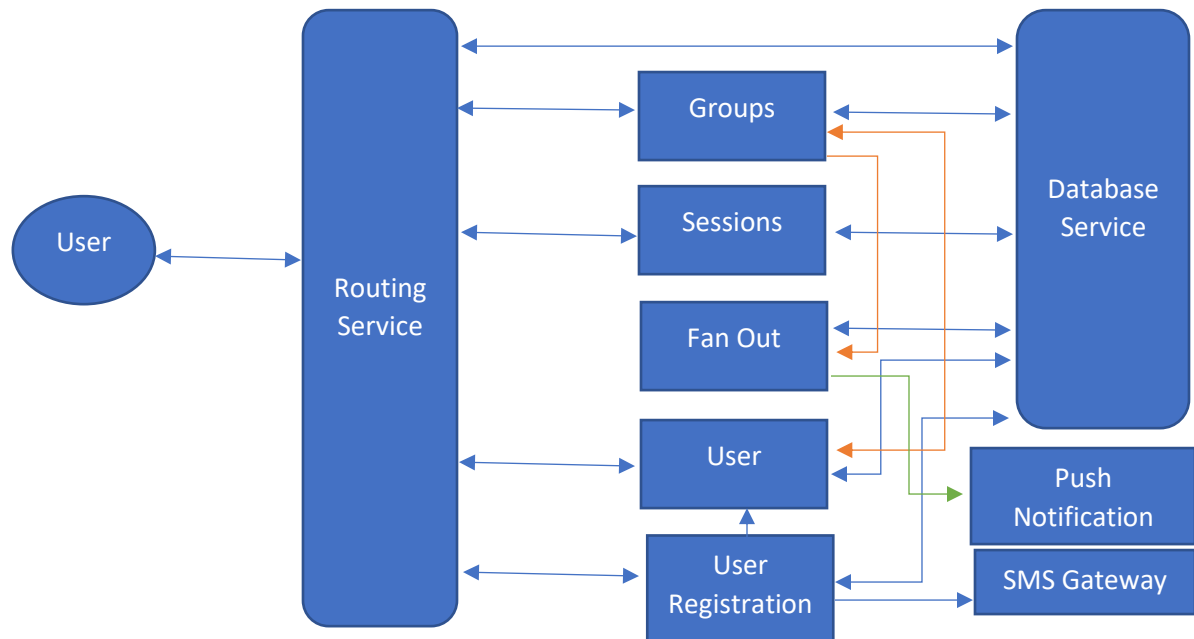 User
Routing
Service
Groups
Sessions
Fan Out
User
User
Registration
Database
Service
Push
Notification
SMS Gateway